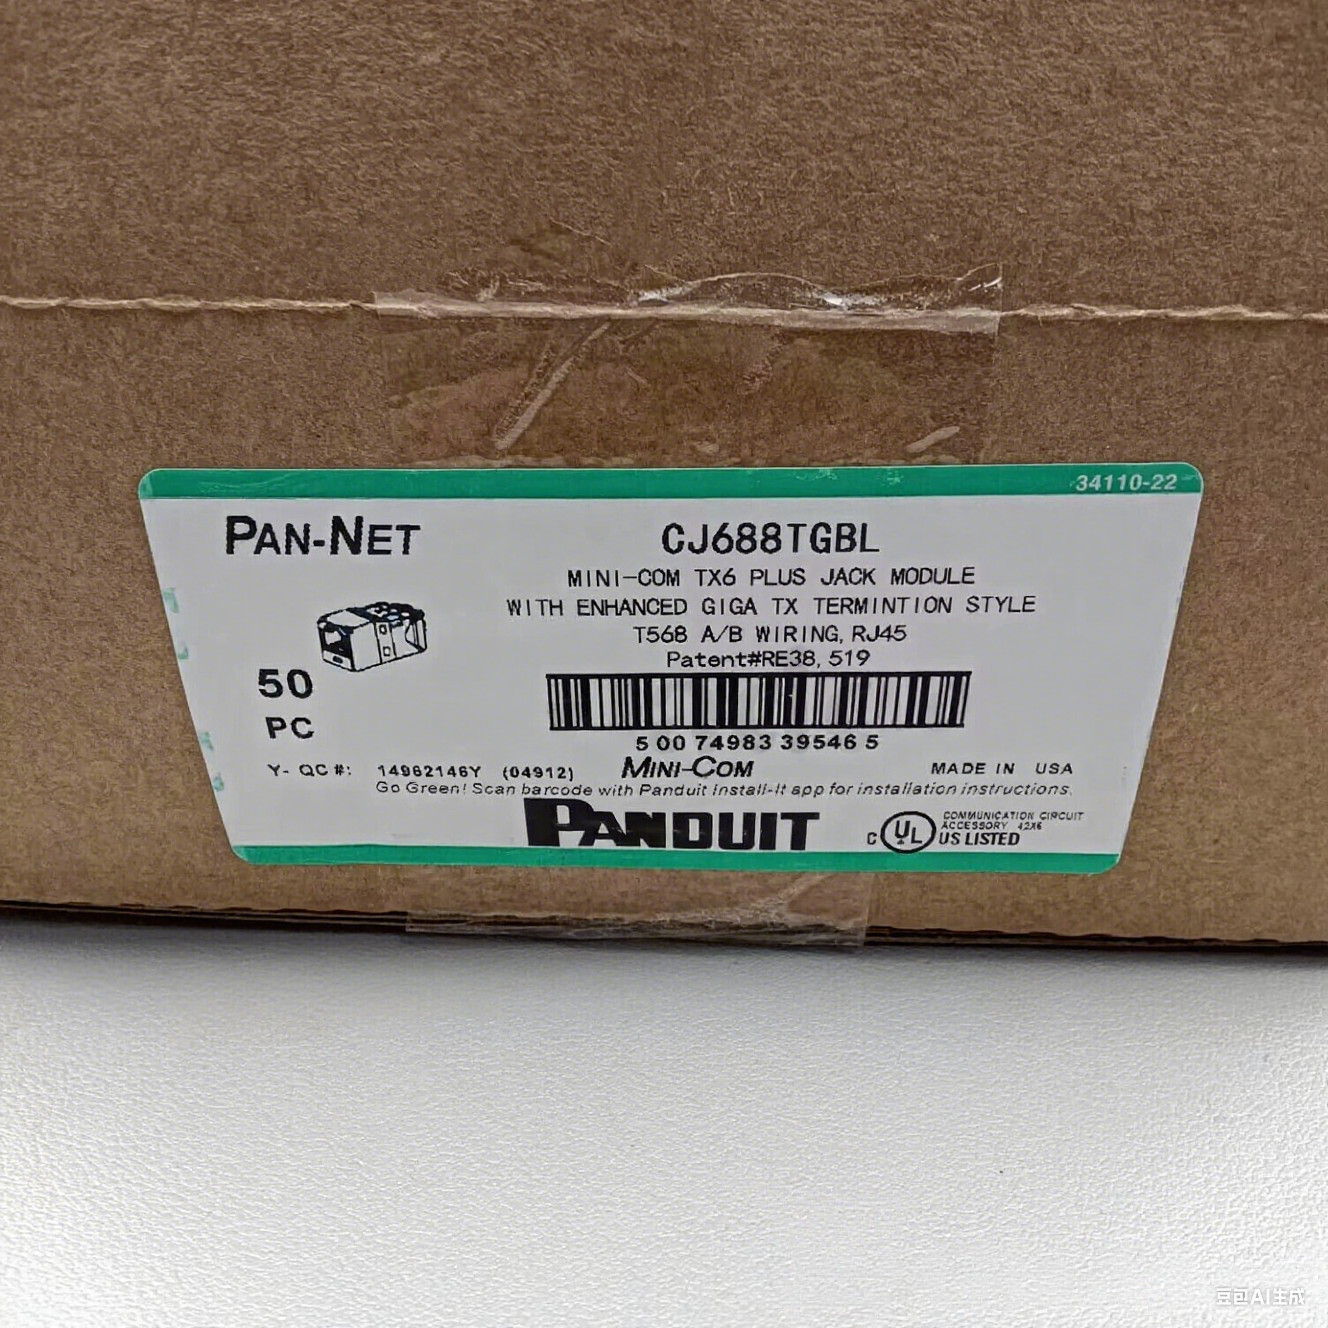 34110-22
PAN-NET
CJ688TGBL
MINI-COM TX6 PLUS JACK MODULE
WITH ENHANCED GIGA TX TERMINTION STYLE
T568 A/B WIRING, RJ45
Patent#RE38, 519
50
PC
5 00 74983 39546 5
Y- QC #: 14962146Y (04912)
MINI-COM
MADE IN USA
Go Green! Scan barcode with Panduit Install-It app for installation instructions.
PANDUIT
C UL US LISTED
COMMUNICATION CIRCUIT
ACCESSORY 42X6
豆包AI生成